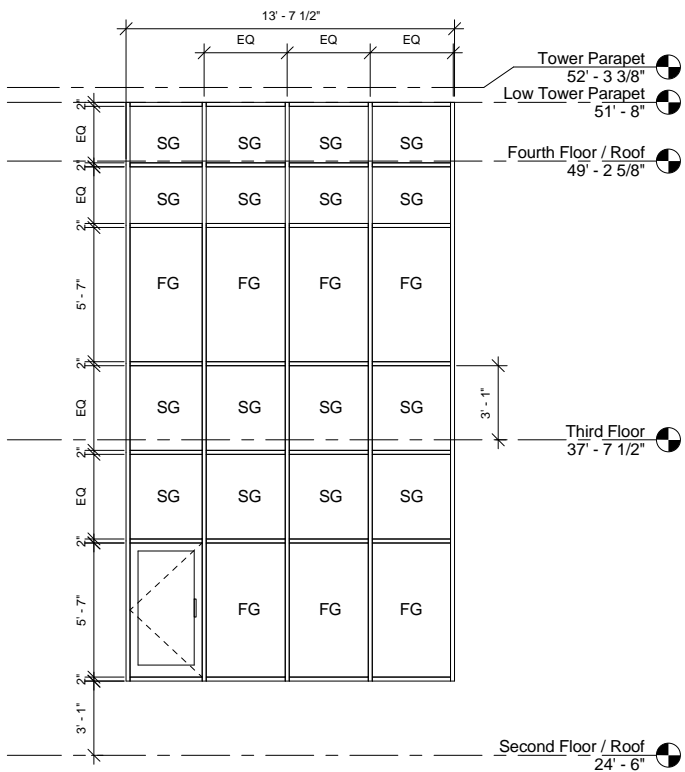 13' - 7 1/2"
EQ EQ EQ
Tower Parapet
52' - 3 3/8"
Low Tower Parapet
51' - 8"
2"
EQ
SG SG SG SG
Fourth Floor / Roof
49' - 2 5/8"
2"
EQ
SG SG SG SG
2"
5' - 7"
FG FG FG FG
2"
EQ
SG SG SG SG
3' - 1"
Third Floor
37' - 7 1/2"
2"
EQ
SG SG SG SG
2"
5' - 7"
FG FG FG
2"
3' - 1"
Second Floor / Roof
24' - 6"